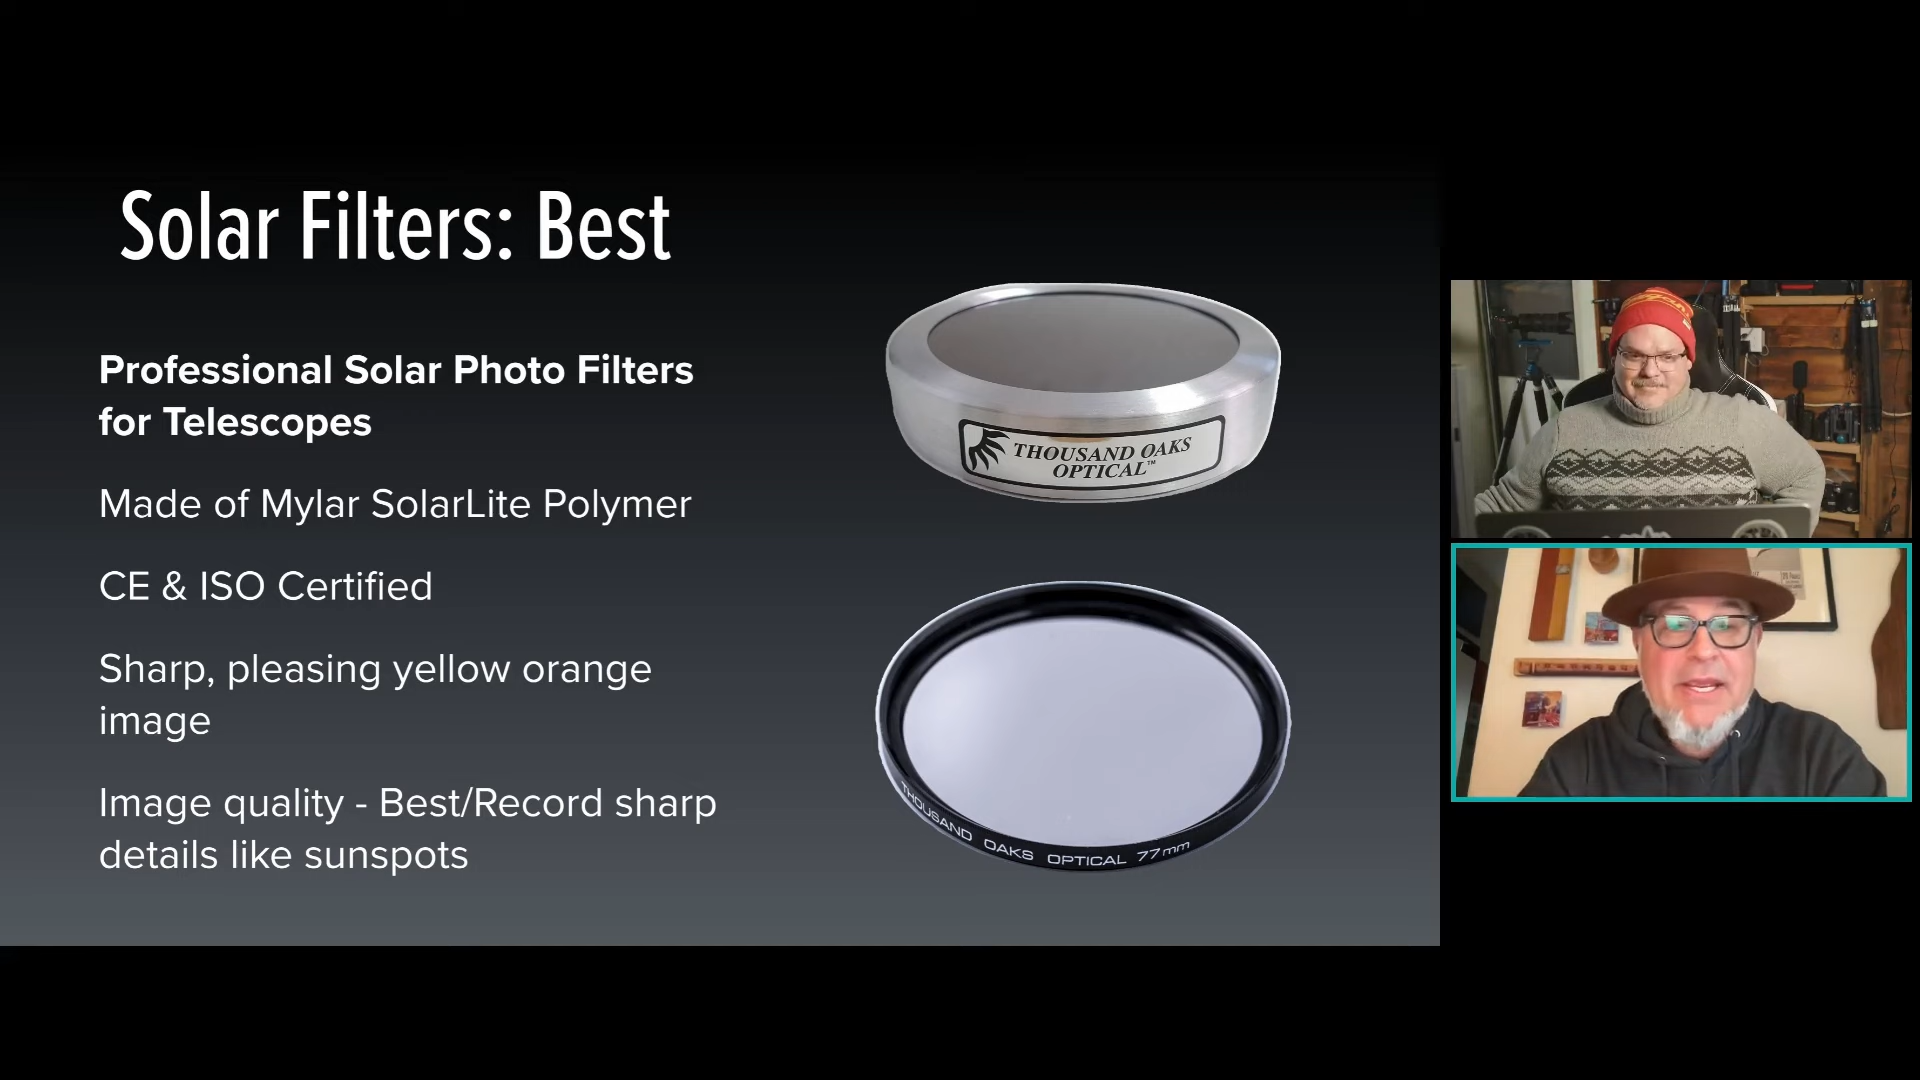 Solar Filters: Best
Professional Solar Photo Filters
for Telescopes
Made of Mylar SolarLite Polymer
CE & ISO Certified
Sharp, pleasing yellow orange
image
Image quality - Best/Record sharp
details like sunspots
THOUSAND OAKS
OPTICAL™
THOUSAND OAKS OPTICAL 77mm